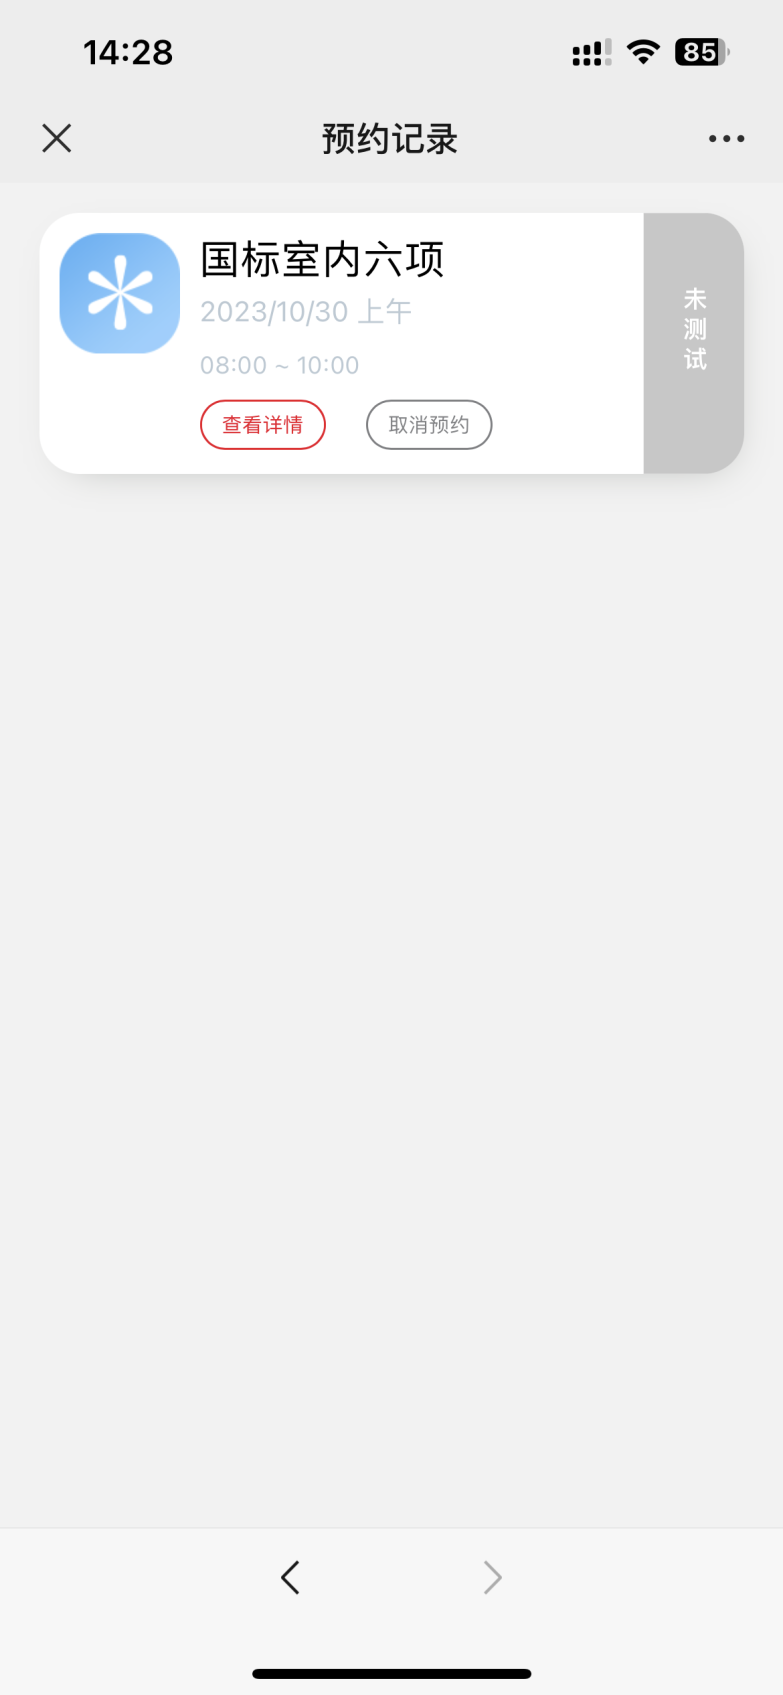 14:28
85
预约记录
国标室内六项
2023/10/30 上午
08:00 ~ 10:00
查看详情
取消预约
未
测
试